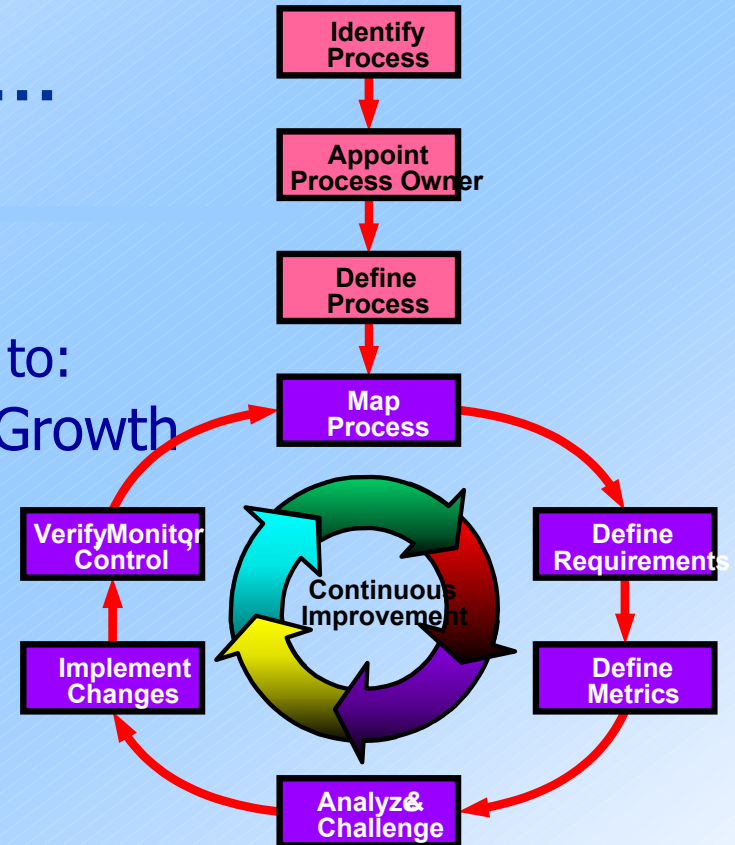 ...
Identify
Process
Appoint
Process Owner
Define
Process
to:
Growth
Map
Process
VerifyMonitor,
Control
Define
Requirements
Continuous
Improvement
Implement
Changes
Define
Metrics
Analyze&
Challenge